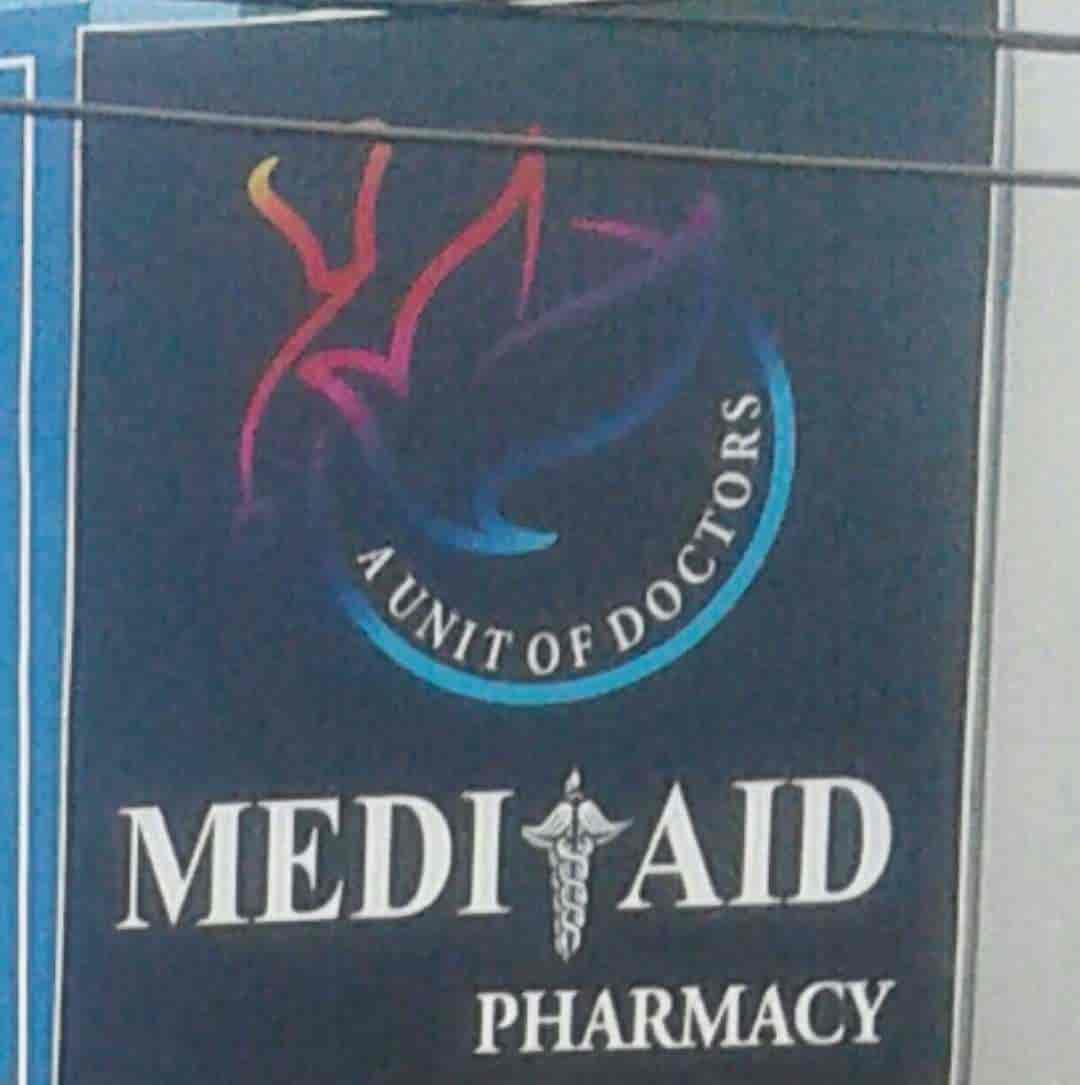 A UNIT OF DOCTORS
MEDI AID
PHARMACY